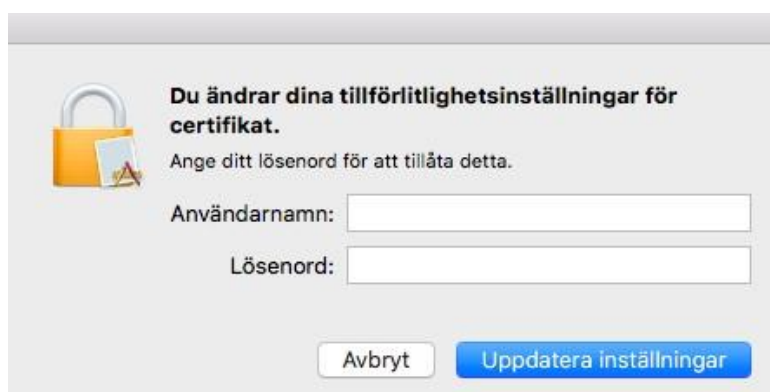 Du ändrar dina tillförlitlighetsinställningar för
certifikat.
Ange ditt lösenord för att tillåta detta.
Användarnamn:
Lösenord:
Avbryt
Uppdatera inställningar